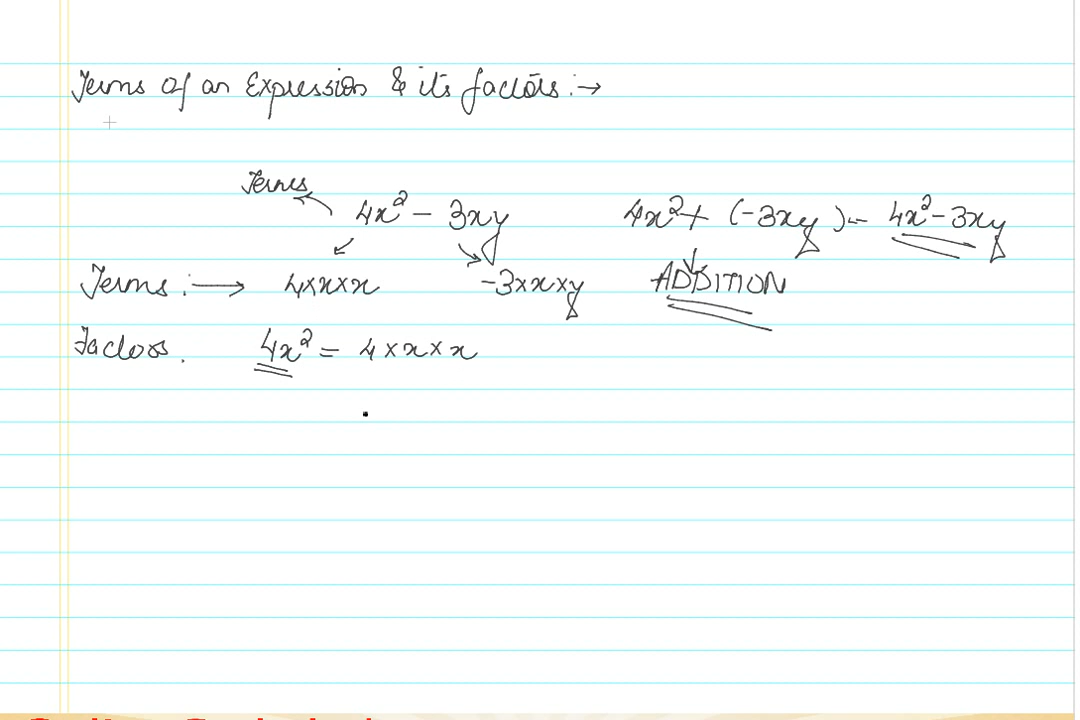 Terms of an Expression & its factors :→
Terms
4x² - 3xy 4x² + (-3xy) = 4x² - 3xy
Terms :→ 4×x×x -3×x×y ADDITION
Factors. 4x² = 4×x×x